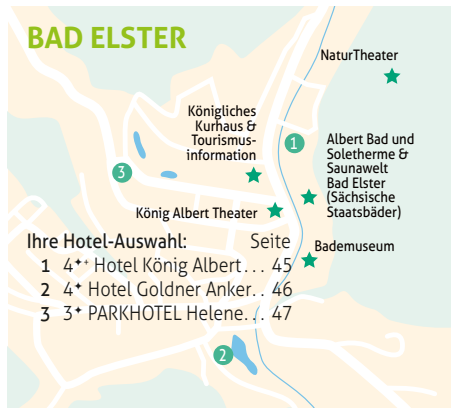 BAD ELSTER
NaturTheater
Königliches
Kurhaus &
Tourismus-
information
1
Albert Bad und
Soletherme &
Saunawelt
Bad Elster
(Sächsische
Staatsbäder)
3
König Albert Theater
Bademuseum
Ihre Hotel-Auswahl: Seite
1 4✦+ Hotel König Albert... 45
2 4✦ Hotel Goldner Anker.. 46
3 3✦ PARKHOTEL Helene... 47
2